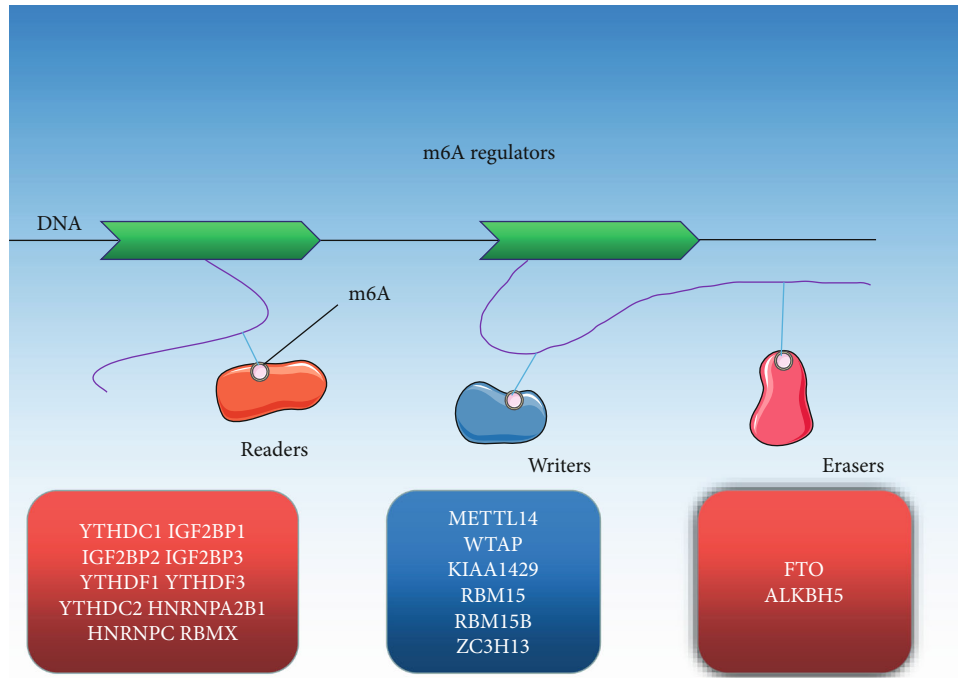 m6A regulators
DNA
m6A
Readers
Writers
Erasers
YTHDC1 IGF2BP1
IGF2BP2 IGF2BP3
YTHDF1 YTHDF3
YTHDC2 HNRNPA2B1
HNRNPC RBMX
METTL14
WTAP
KIAA1429
RBM15
RBM15B
ZC3H13
FTO
ALKBH5